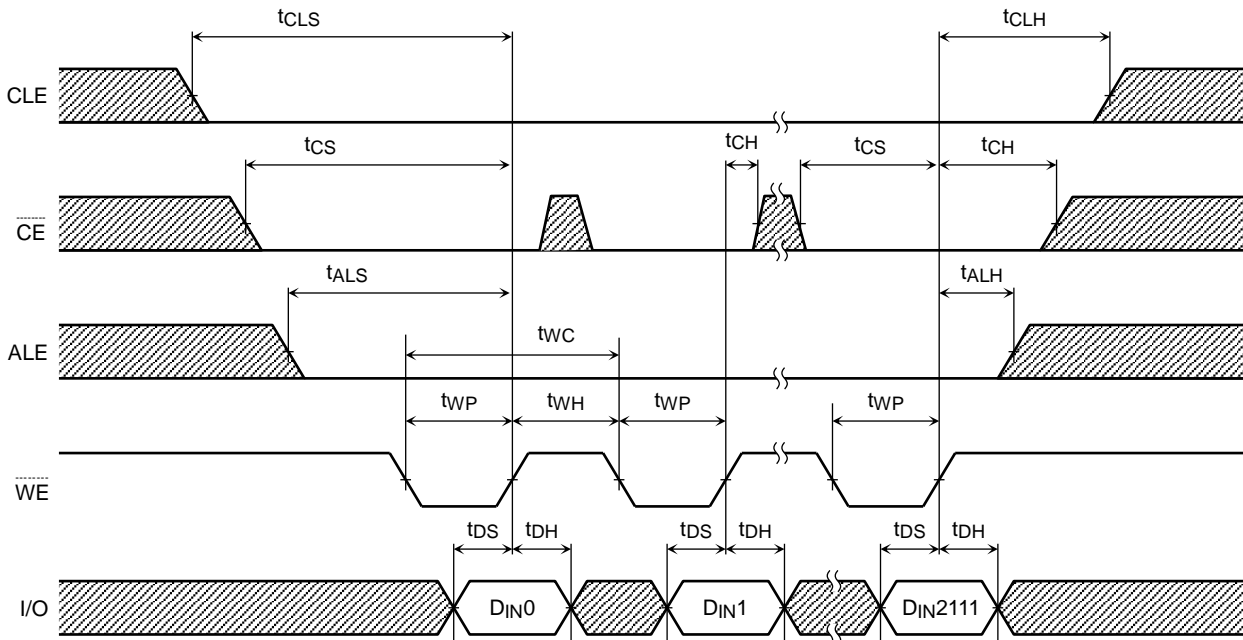 tCLS tCLH
CLE
tCS tCH tCS tCH
CE
tALS tALH
ALE
tWC
tWP tWH tWP tWP
WE
tDS tDH tDS tDH tDS tDH
I/O DIN0 DIN1 DIN2111